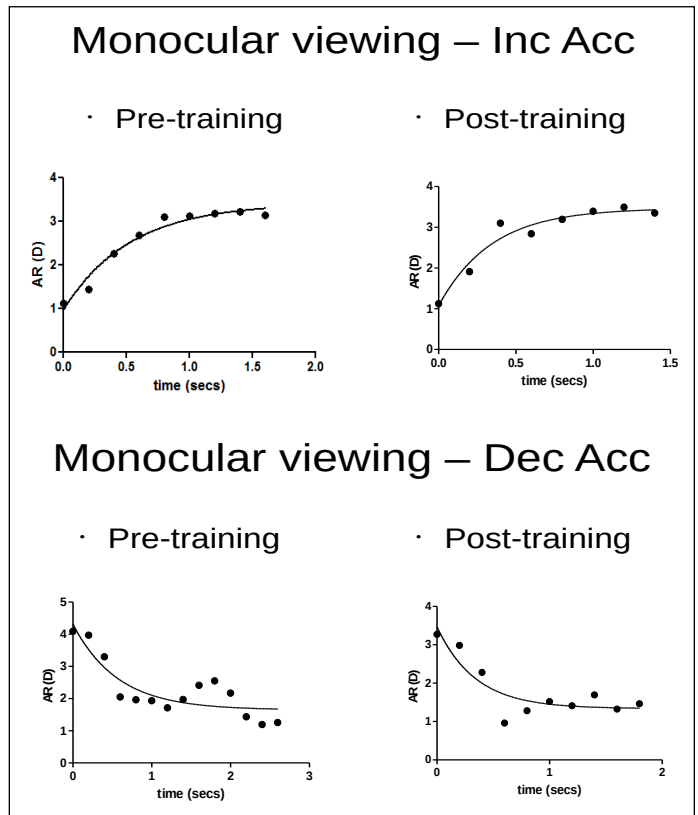 Monocular viewing – Inc Acc
· Pre-training
· Post-training
AR (D)
4
3
2
1
0
0.0 0.5 1.0 1.5 2.0
time (secs)
AR (D)
4
3
2
1
0
0.0 0.5 1.0 1.5
time (secs)
Monocular viewing – Dec Acc
· Pre-training
· Post-training
AR (D)
5
4
3
2
1
0
0 1 2 3
time (secs)
AR (D)
4
3
2
1
0
0 1 2
time (secs)